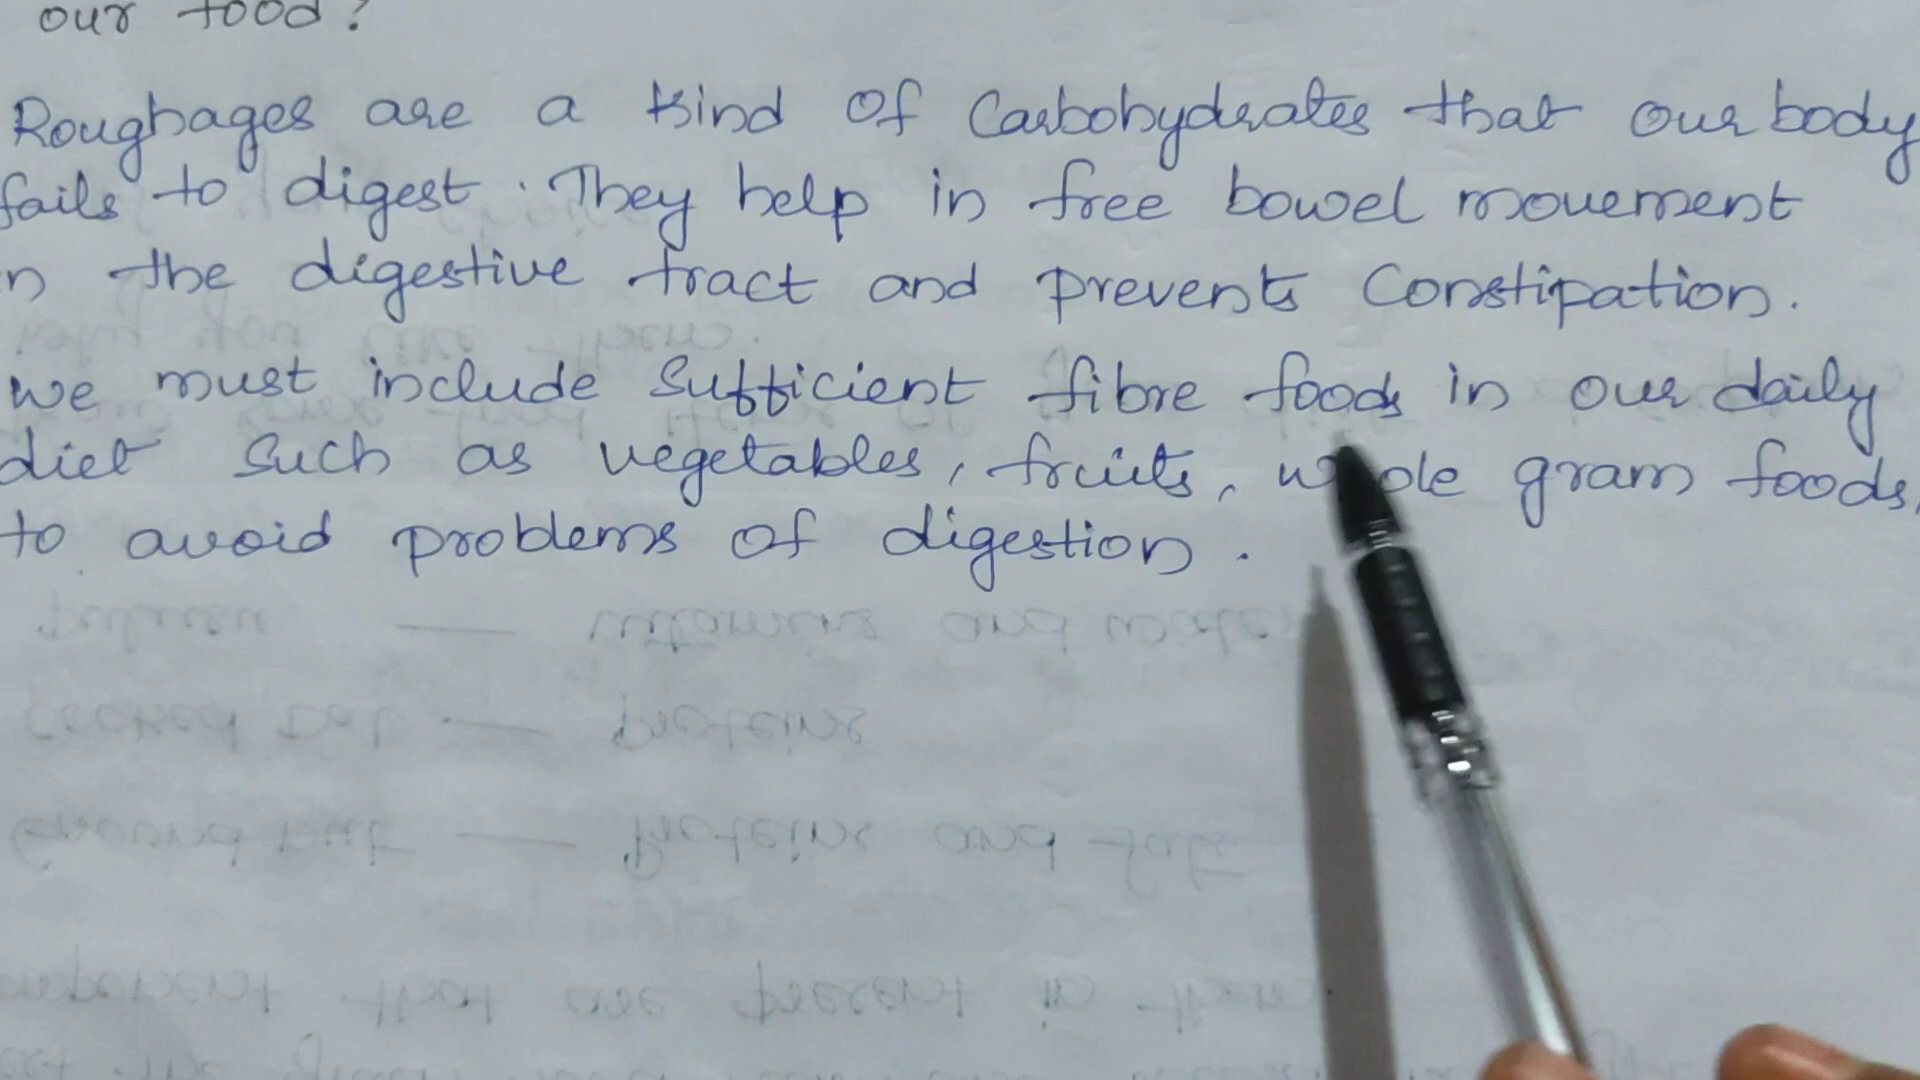 our food?
Roughages are a kind of Carbohydrates that our body
fails to digest. They help in free bowel movement
in the digestive tract and prevents Constipation.
We must include Sufficient fibre foods in our daily
diet Such as vegetables, fruits, whole gram foods,
to avoid problems of digestion.